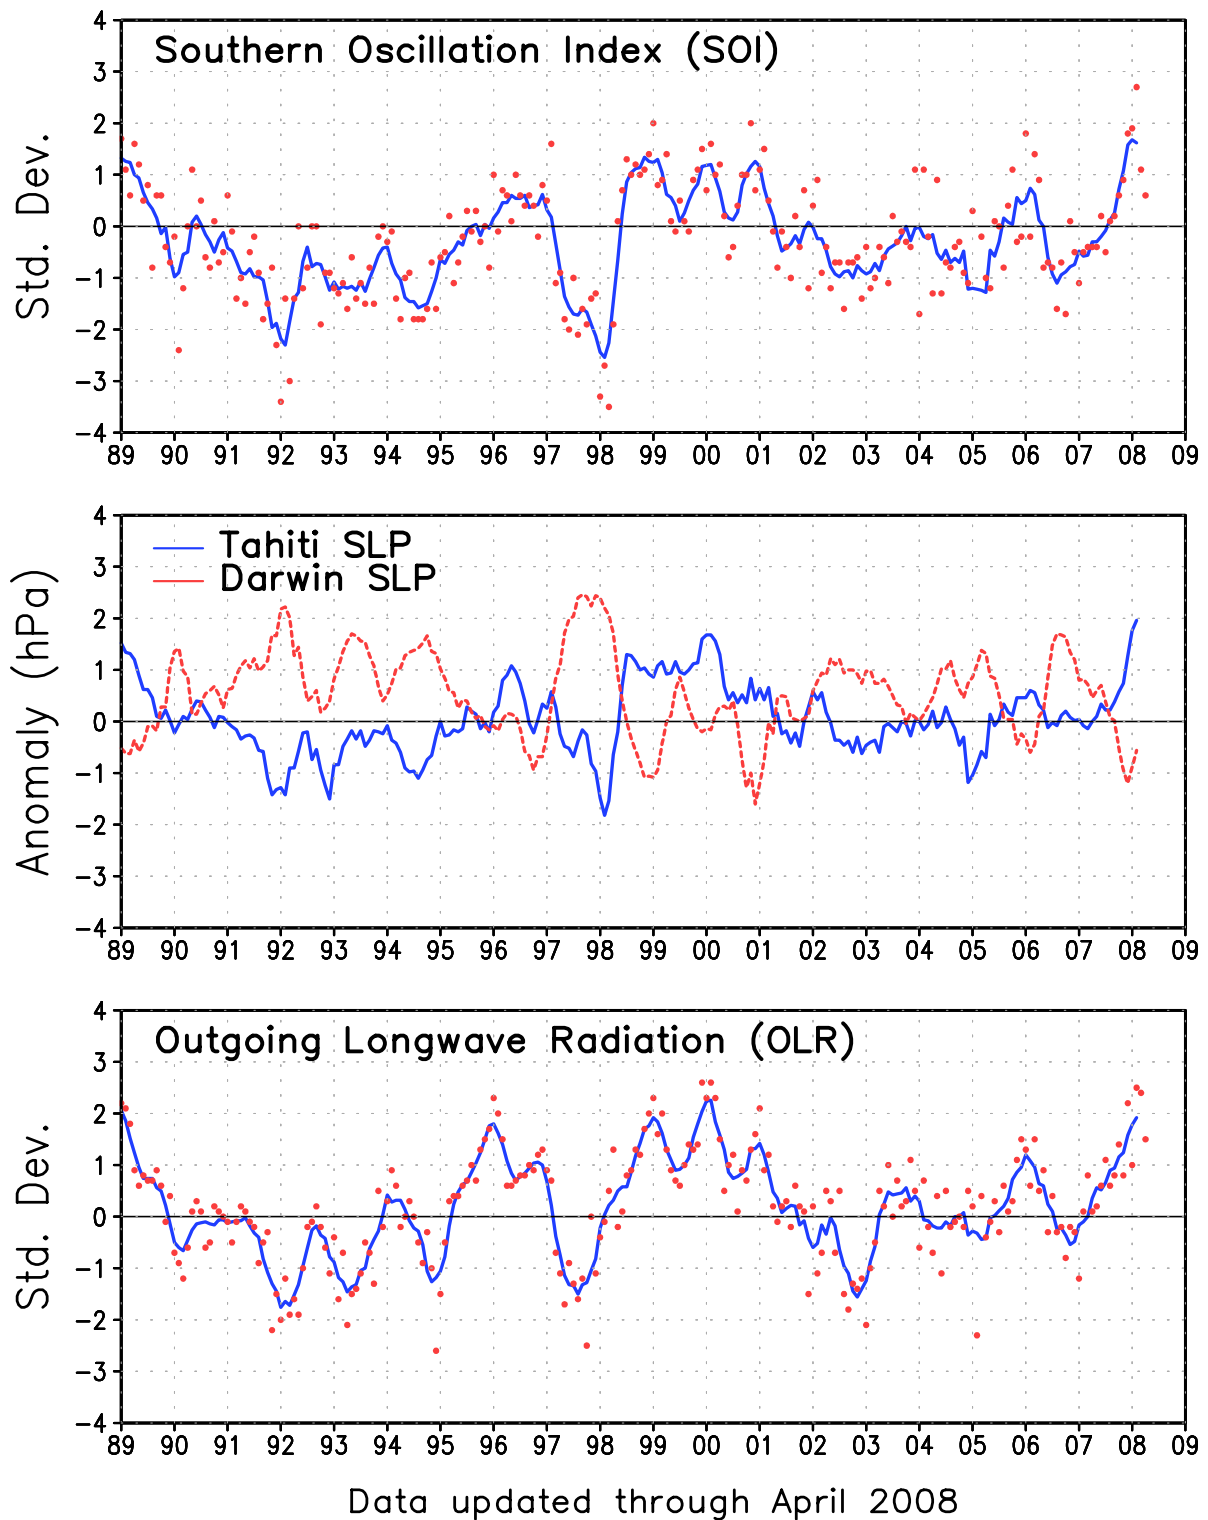 Southern Oscillation Index (SOI)
Std. Dev.
4
3
2
1
0
−1
−2
−3
−4
89 90 91 92 93 94 95 96 97 98 99 00 01 02 03 04 05 06 07 08 09
Tahiti SLP
Darwin SLP
Anomaly (hPa)
4
3
2
1
0
−1
−2
−3
−4
89 90 91 92 93 94 95 96 97 98 99 00 01 02 03 04 05 06 07 08 09
Outgoing Longwave Radiation (OLR)
Std. Dev.
4
3
2
1
0
−1
−2
−3
−4
89 90 91 92 93 94 95 96 97 98 99 00 01 02 03 04 05 06 07 08 09
Data updated through April 2008